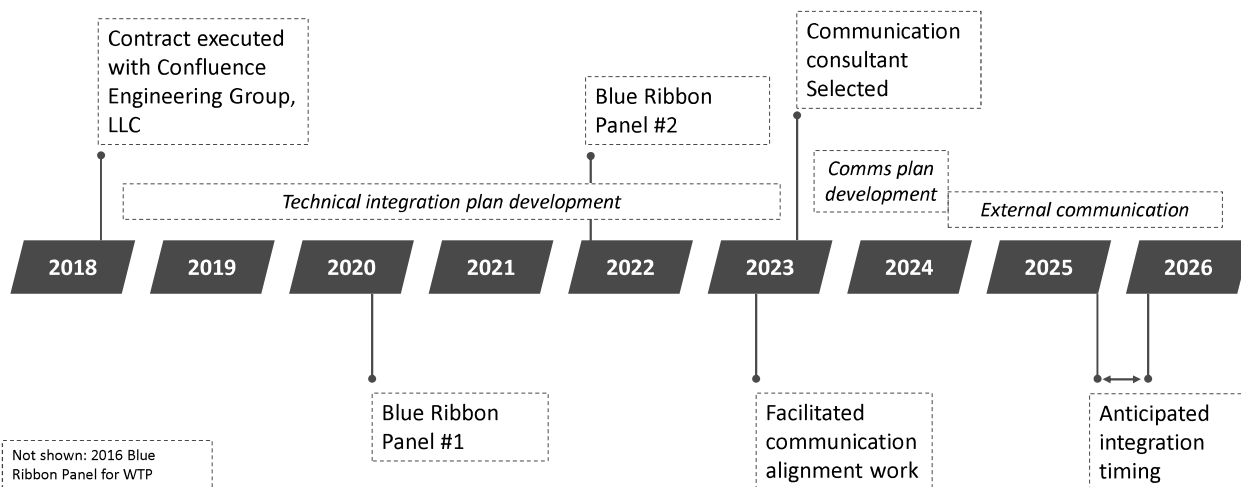 Contract executed
with Confluence
Engineering Group,
LLC
Blue Ribbon
Panel #2
Communication
consultant
Selected
Technical integration plan development
Comms plan
development
External communication
2018
2019
2020
2021
2022
2023
2024
2025
2026
Blue Ribbon
Panel #1
Facilitated
communication
alignment work
Anticipated
integration
timing
Not shown: 2016 Blue
Ribbon Panel for WTP